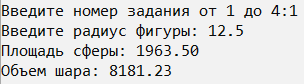 Введите номер задания от 1 до 4:1
Введите радиус фигуры: 12.5
Площадь сферы: 1963.50
Объем шара: 8181.23